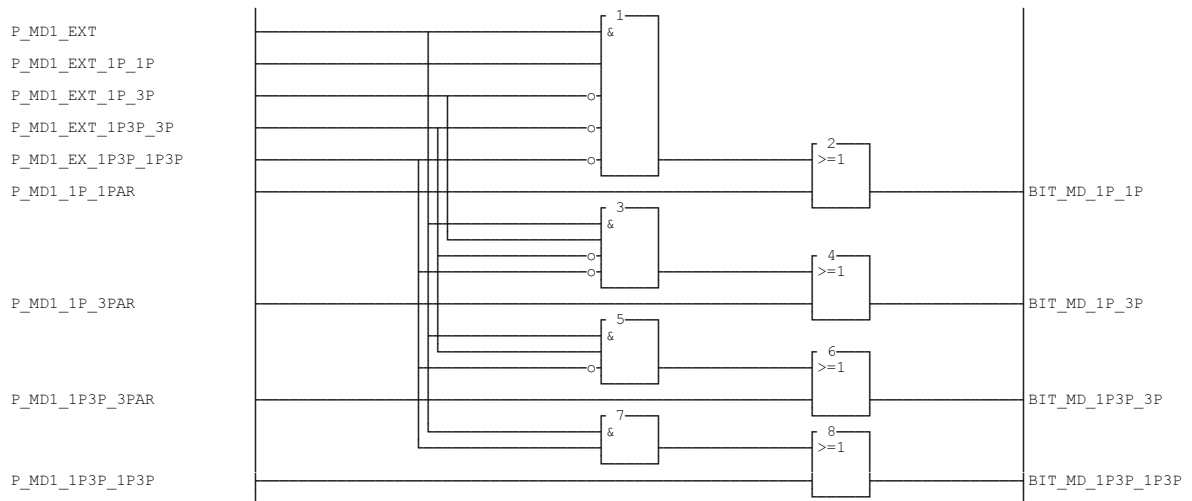 1
P_MD1_EXT &
P_MD1_EXT_1P_1P
P_MD1_EXT_1P_3P
P_MD1_EXT_1P3P_3P
2
P_MD1_EX_1P3P_1P3P >=1
P_MD1_1P_1PAR BIT_MD_1P_1P
3
&
4
>=1
P_MD1_1P_3PAR BIT_MD_1P_3P
5
&
6
>=1
P_MD1_1P3P_3PAR BIT_MD_1P3P_3P
7
&
8
>=1
P_MD1_1P3P_1P3P BIT_MD_1P3P_1P3P